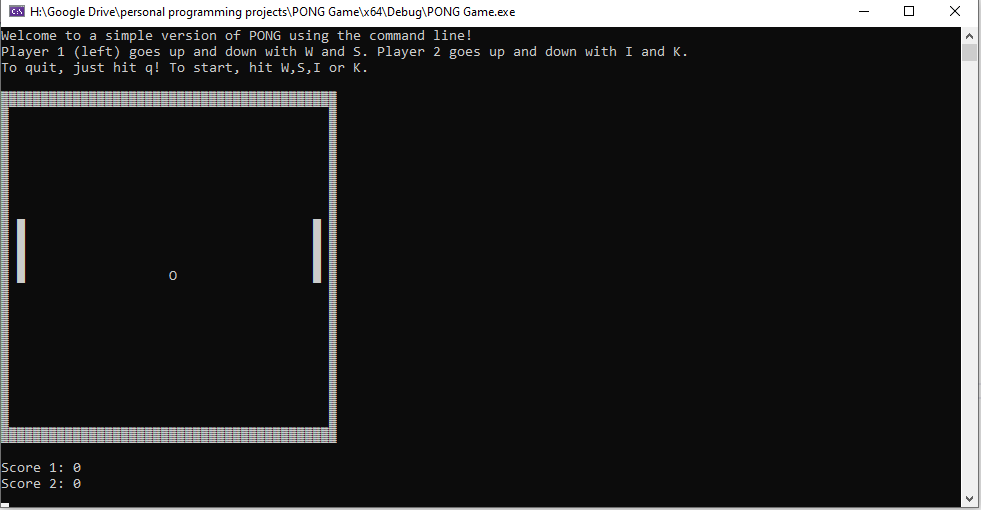 H:\Google Drive\personal programming projects\PONG Game\x64\Debug\PONG Game.exe
Welcome to a simple version of PONG using the command line!
Player 1 (left) goes up and down with W and S. Player 2 goes up and down with I and K.
To quit, just hit q! To start, hit W,S,I or K.
O
Score 1: 0
Score 2: 0